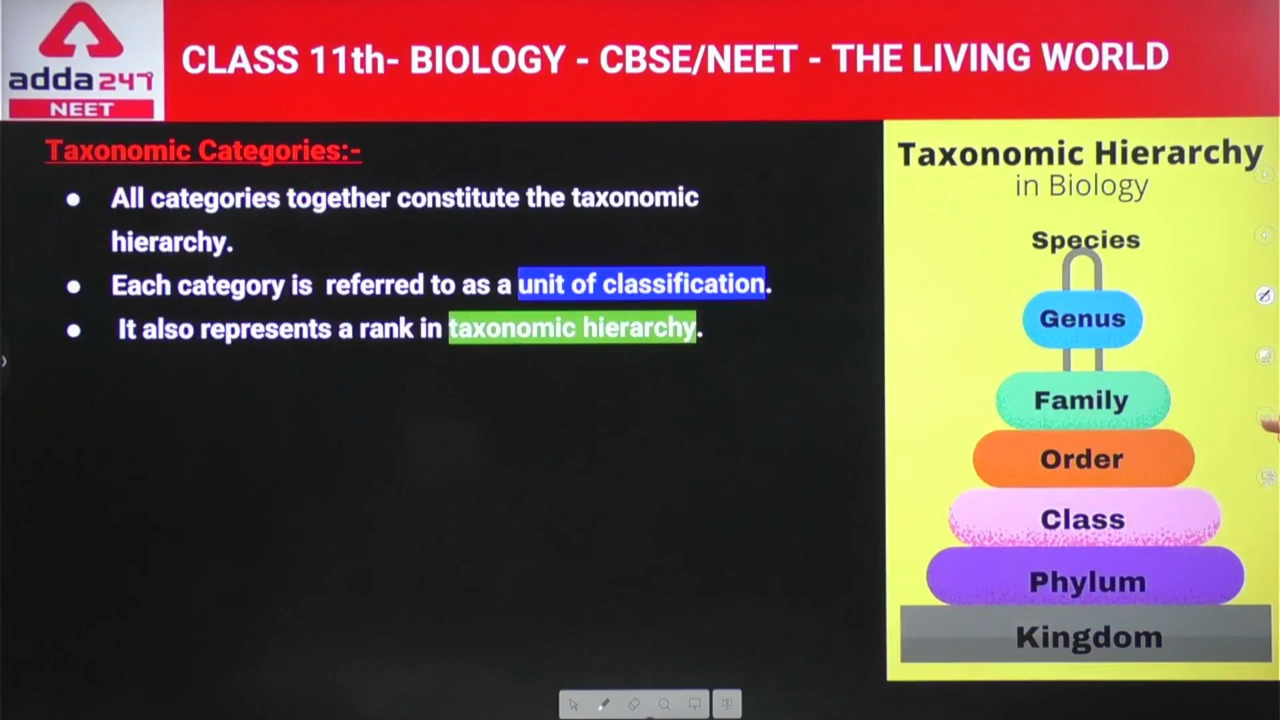 adda247
NEET
CLASS 11th- BIOLOGY - CBSE/NEET - THE LIVING WORLD
Taxonomic Categories:-
All categories together constitute the taxonomic
hierarchy.
Each category is referred to as a unit of classification.
It also represents a rank in taxonomic hierarchy.
Taxonomic Hierarchy
in Biology
Species
Genus
Family
Order
Class
Phylum
Kingdom